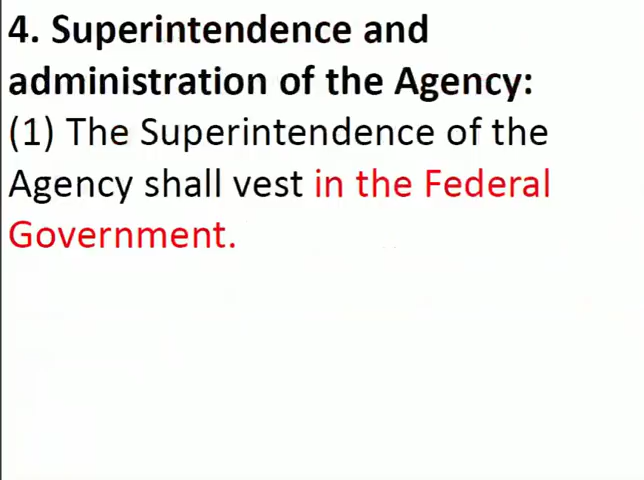 4. Superintendence and
administration of the Agency:
(1) The Superintendence of the
Agency shall vest in the Federal
Government.